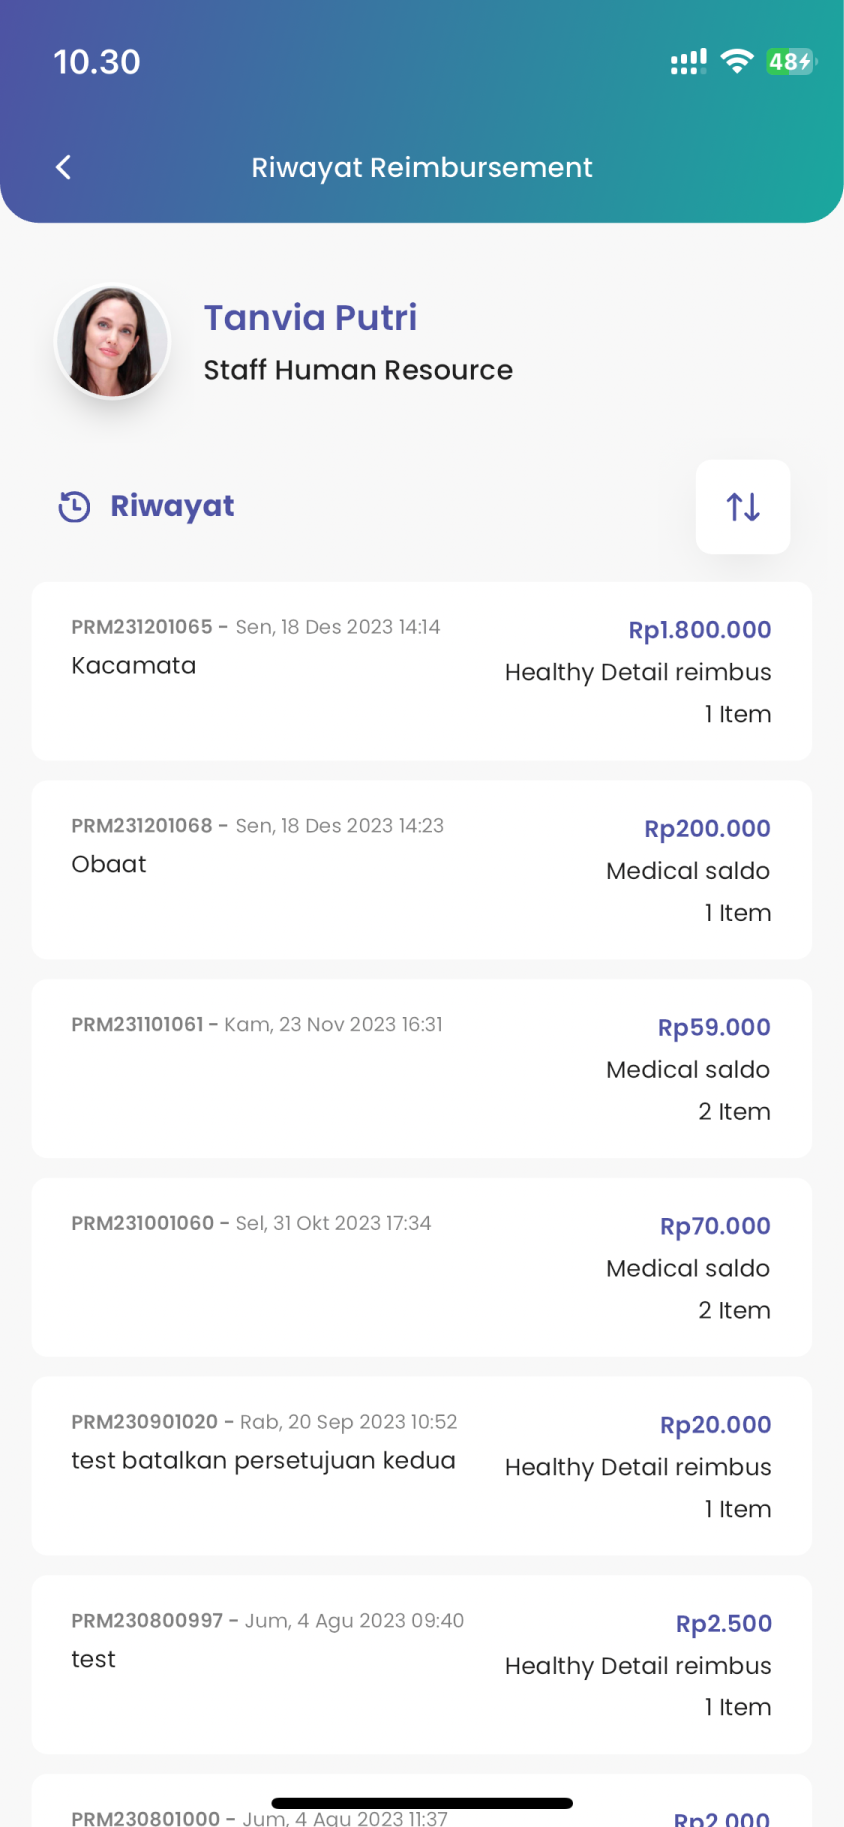 10.30
48
Riwayat Reimbursement
Tanvia Putri
Staff Human Resource
Riwayat
PRM231201065 - Sen, 18 Des 2023 14:14
Rp1.800.000
Kacamata
Healthy Detail reimbus
1 Item
PRM231201068 - Sen, 18 Des 2023 14:23
Rp200.000
Obaat
Medical saldo
1 Item
PRM231101061 - Kam, 23 Nov 2023 16:31
Rp59.000
Medical saldo
2 Item
PRM231001060 - Sel, 31 Okt 2023 17:34
Rp70.000
Medical saldo
2 Item
PRM230901020 - Rab, 20 Sep 2023 10:52
Rp20.000
test batalkan persetujuan kedua
Healthy Detail reimbus
1 Item
PRM230800997 - Jum, 4 Agu 2023 09:40
Rp2.500
test
Healthy Detail reimbus
1 Item
PRM230801000 - Jum, 4 Agu 2023 11:37
Rp2.000